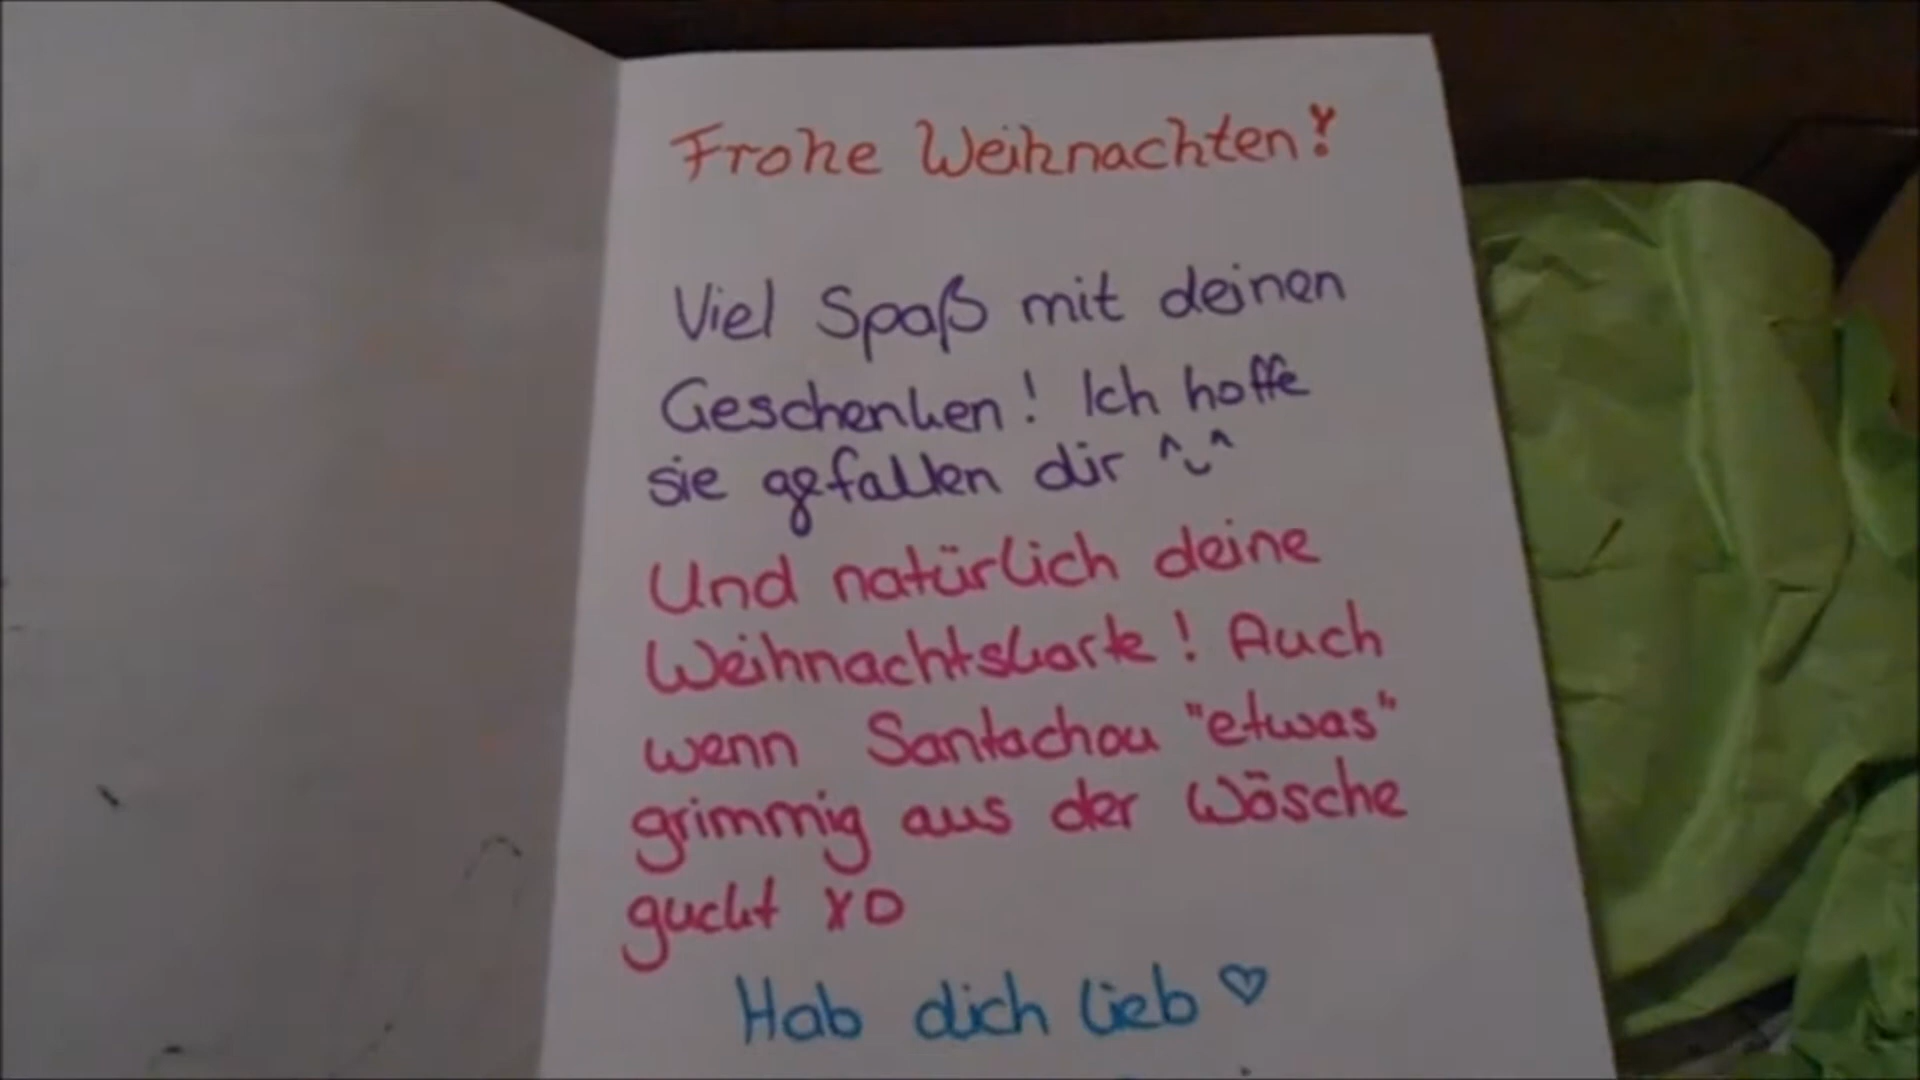 Frohe Weihnachten!
Viel Spaß mit deinen
Geschenken! Ich hoffe
sie gefallen dir ^‿^
Und natürlich deine
Weihnachtskarte! Auch
wenn Santachou "etwas"
grimmig aus der Wäsche
guckt XD
Hab dich lieb ♡